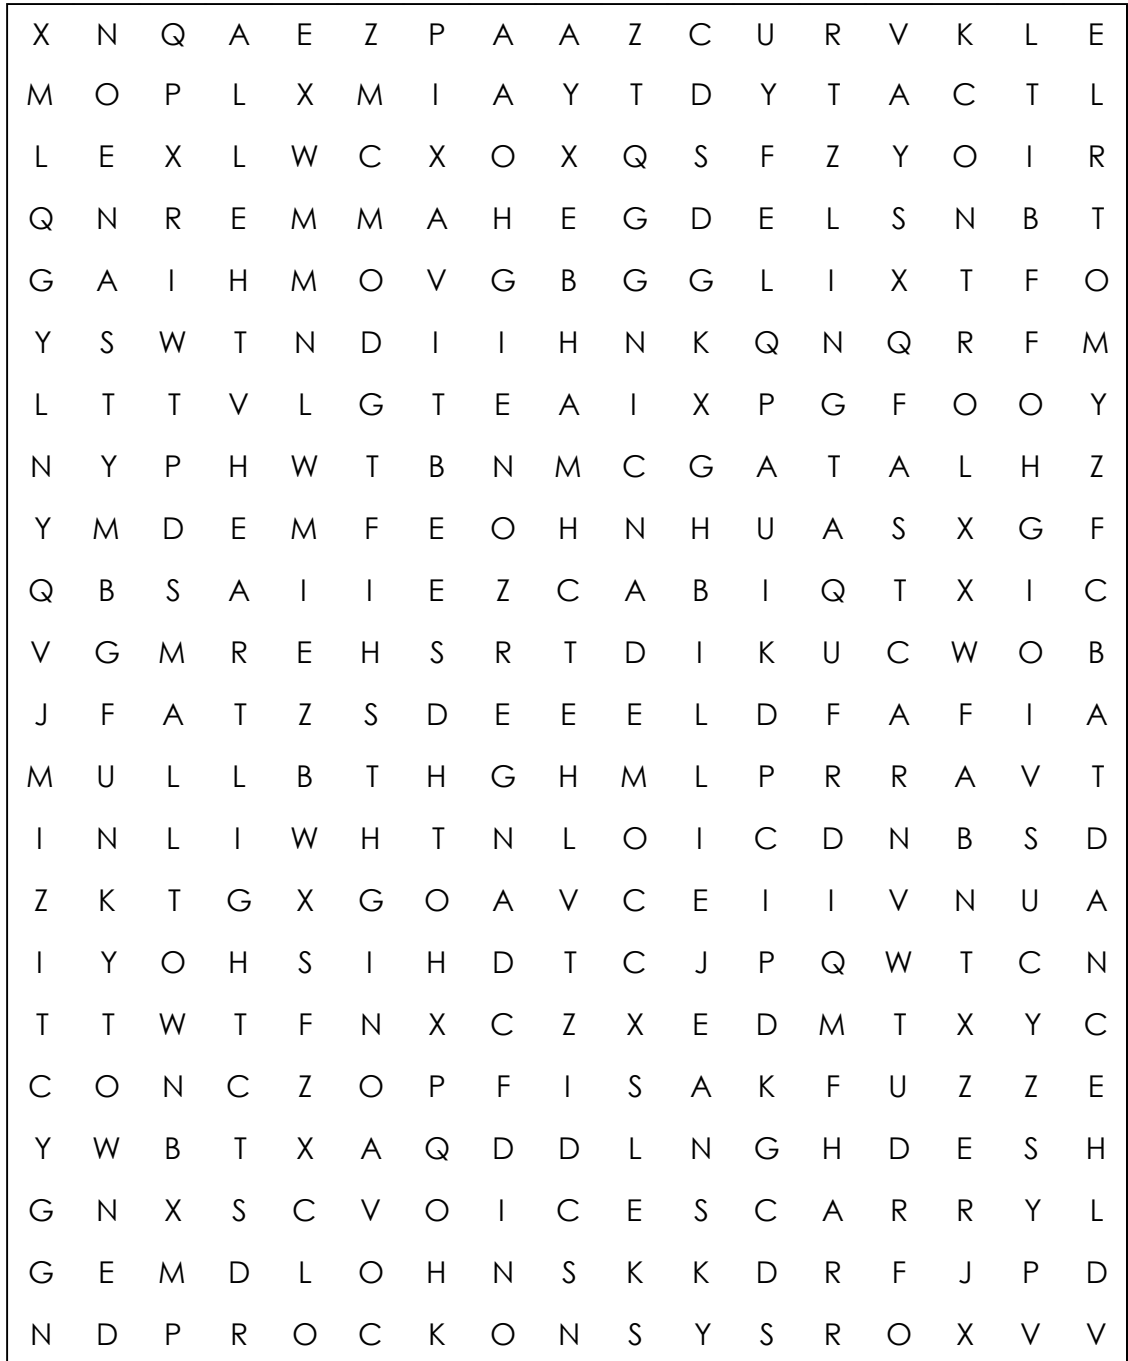 X N Q A E Z P A A Z C U R V K L E
M O P L X M I A Y T D Y T A C T L
L E X L W C X O X Q S F Z Y O I R
Q N R E M M A H E G D E L S N B T
G A I H M O V G B G G L I X T F O
Y S W T N D I I H N K Q N Q R F M
L T T V L G T E A I X P G F O O Y
N Y P H W T B N M C G A T A L H Z
Y M D E M F E O H N H U A S X G F
Q B S A I I E Z C A B I Q T X I C
V G M R E H S R T D I K U C W O B
J F A T Z S D E E E L D F A F I A
M U L L B T H G H M L P R R A V T
I N L I W H T N L O I C D N B S D
Z K T G X G O A V C E I I V N U A
I Y O H S I H D T C J P Q W T C N
T T W T F N X C Z X E D M T X Y C
C O N C Z O P F I S A K F U Z Z E
Y W B T X A Q D D L N G H D E S H
G N X S C V O I C E S C A R R Y L
G E M D L O H N S K K D R F J P D
N D P R O C K O N S Y S R O X V V